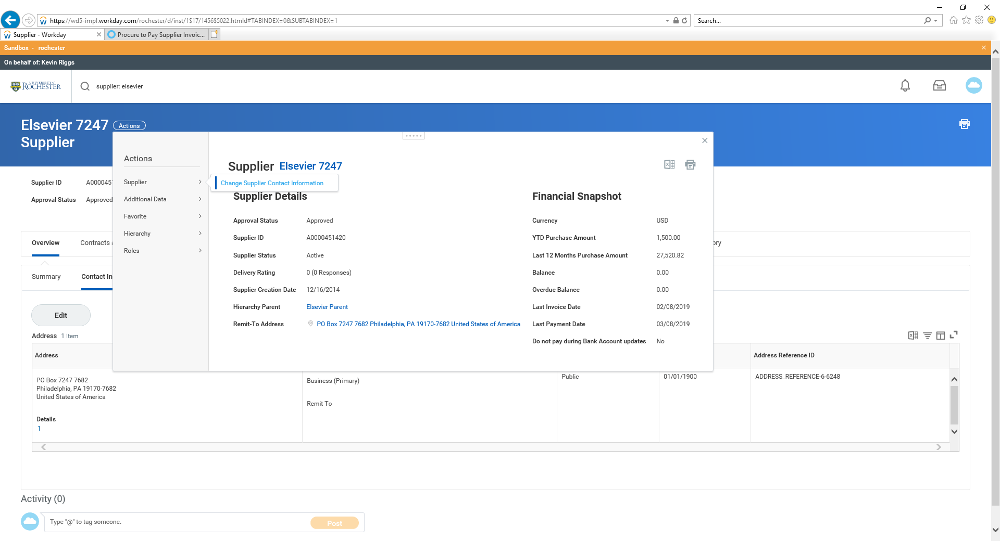 https://wd5-impl.workday.com/rochester/d/inst/1$17/1456$5022.htmld#TABINDEX=0&SUBTABINDEX=1
Search...
Supplier - Workday
Procure to Pay Supplier Invoic...
Sandbox - rochester
On behalf of: Kevin Riggs
UNIVERSITY of
ROCHESTER
supplier: elsevier
Elsevier 7247
Actions
Supplier
Supplier ID
A000045
Approval Status
Approved
Overview
Contracts
ory
Summary
Contact In
Edit
Address 1 item
Actions
Supplier
Additional Data
Favorite
Hierarchy
Roles
Supplier Elsevier 7247
Change Supplier Contact Information
Supplier Details
Approval Status Approved
Supplier ID A0000451420
Supplier Status Active
Delivery Rating 0 (0 Responses)
Supplier Creation Date 12/16/2014
Hierarchy Parent Elsevier Parent
Remit-To Address PO Box 7247 7682 Philadelphia, PA 19170-7682 United States of America
Financial Snapshot
Currency USD
YTD Purchase Amount 1,500.00
Last 12 Months Purchase Amount 27,520.82
Balance 0.00
Overdue Balance 0.00
Last Invoice Date 02/08/2019
Last Payment Date 03/08/2019
Do not pay during Bank Account updates No
Address
Address Reference ID
PO Box 7247 7682
Philadelphia, PA 19170-7682
United States of America
Details
1
Business (Primary)
Remit To
Public
01/01/1900
ADDRESS_REFERENCE-6-6248
Activity (0)
Type "@" to tag someone.
Post